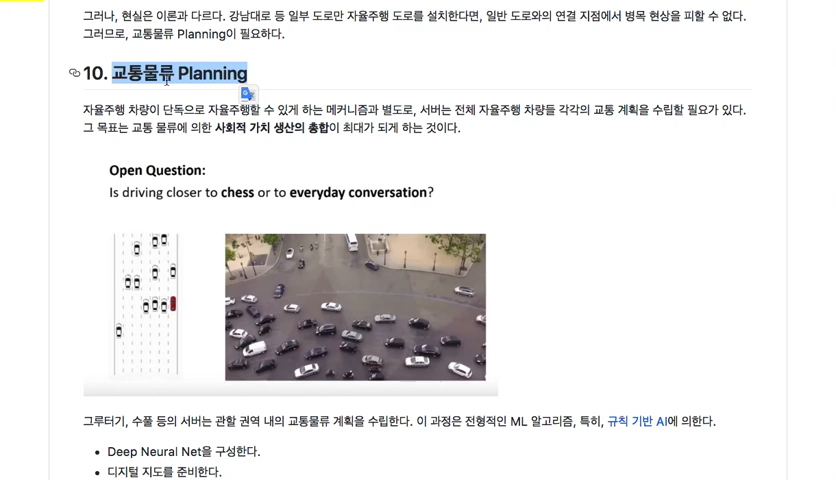 그러나, 현실은 이론과 다르다. 강남대로 등 일부 도로만 자율주행 도로를 설치한다면, 일반 도로와의 연결 지점에서 병목 현상을 피할 수 없다.
그러므로, 교통물류 Planning이 필요하다.
10. 교통물류 Planning
자율주행 차량이 단독으로 자율주행할 수 있게 하는 메커니즘과 별도로, 서버는 전체 자율주행 차량들 각각의 교통 계획을 수립할 필요가 있다.
그 목표는 교통 물류에 의한 사회적 가치 생산의 총합이 최대가 되게 하는 것이다.
Open Question:
Is driving closer to chess or to everyday conversation?
그루터기, 수풀 등의 서버는 관할 권역 내의 교통물류 계획을 수립한다. 이 과정은 전형적인 ML 알고리즘, 특히, 규칙 기반 AI에 의한다.
• Deep Neural Net을 구성한다.
• 디지털 지도를 준비한다.